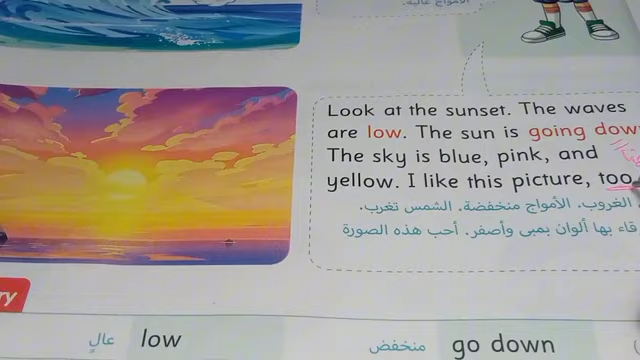 الأمواج عالية.
Look at the sunset. The waves
are low. The sun is going down
The sky is blue, pink, and
yellow. I like this picture, too
الغروب. الأمواج منخفضة. الشمس تغرب.
بها ألوان بمبى وأصفر. أحب هذه الصورة
ry
عالٍ
low
منخفض
go down